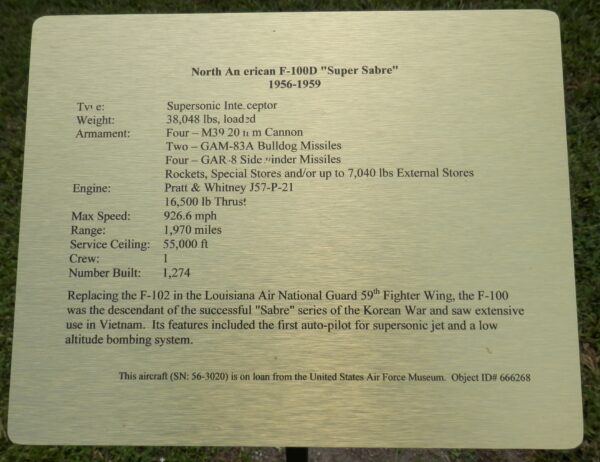 North An erican F-100D "Super Sabre"
1956-1959
Type: Supersonic Interceptor
Weight: 38,048 lbs, loaded
Armament: Four – M39 20 mm Cannon
Two – GAM-83A Bulldog Missiles
Four – GAR-8 Side winder Missiles
Rockets, Special Stores and/or up to 7,040 lbs External Stores
Engine: Pratt & Whitney J57-P-21
16,500 lb Thrust
Max Speed: 926.6 mph
Range: 1,970 miles
Service Ceiling: 55,000 ft
Crew: 1
Number Built: 1,274
Replacing the F-102 in the Louisiana Air National Guard 59th Fighter Wing, the F-100
was the descendant of the successful "Sabre" series of the Korean War and saw extensive
use in Vietnam. Its features included the first auto-pilot for supersonic jet and a low
altitude bombing system.
This aircraft (SN: 56-3020) is on loan from the United States Air Force Museum. Object ID# 666268